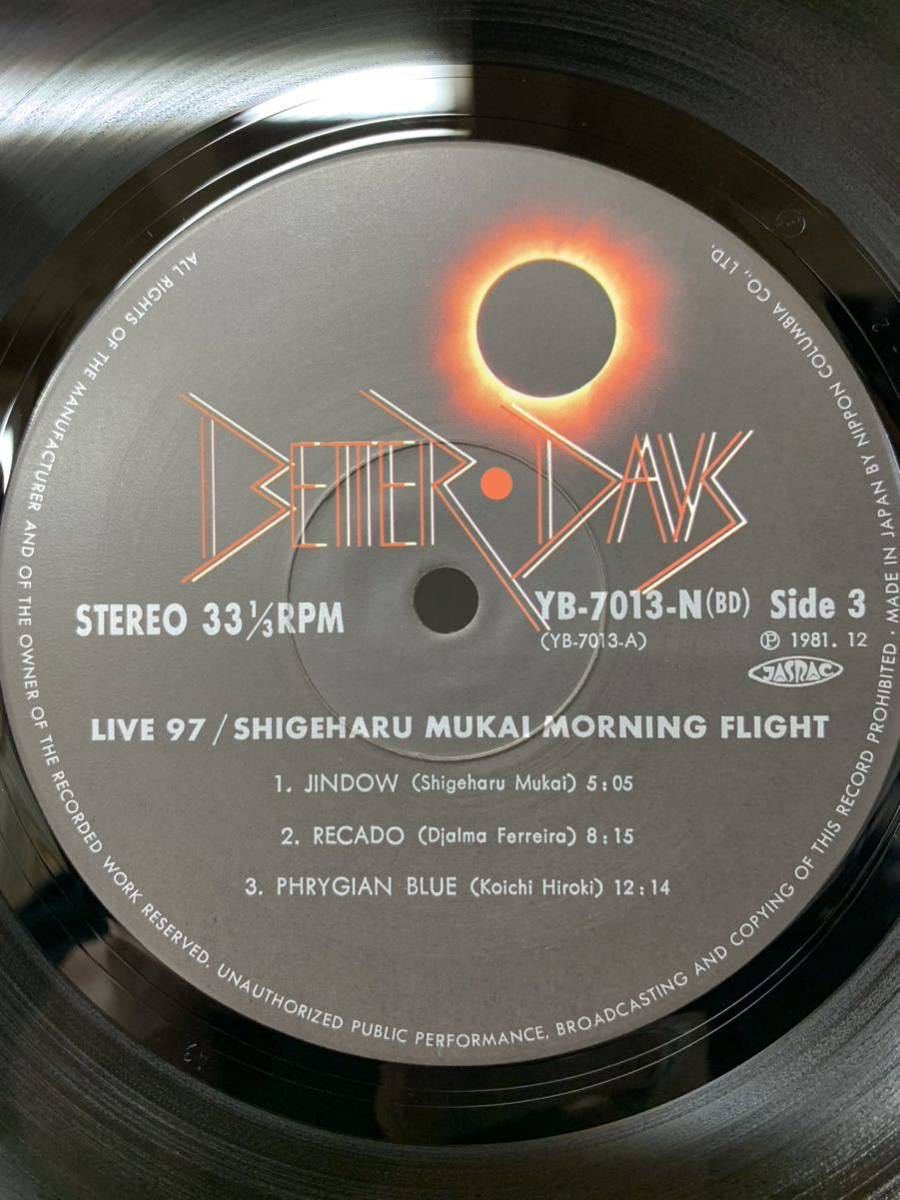 BETTER • DAYS
STEREO 33⅓ RPM
YB-7013-N(BD) Side 3
(YB-7013-A)
Ⓟ 1981. 12
JASRAC
LIVE 97 / SHIGEHARU MUKAI MORNING FLIGHT
1. JINDOW (Shigeharu Mukai) 5:05
2. RECADO (Djalma Ferreira) 8:15
3. PHRYGIAN BLUE (Koichi Hiroki) 12:14
ALL RIGHTS OF THE MANUFACTURER AND OF THE OWNER OF THE RECORDED WORK RESERVED. UNAUTHORIZED PUBLIC PERFORMANCE, BROADCASTING AND COPYING OF THIS RECORD PROHIBITED • MADE IN JAPAN BY NIPPON COLUMBIA CO., LTD.